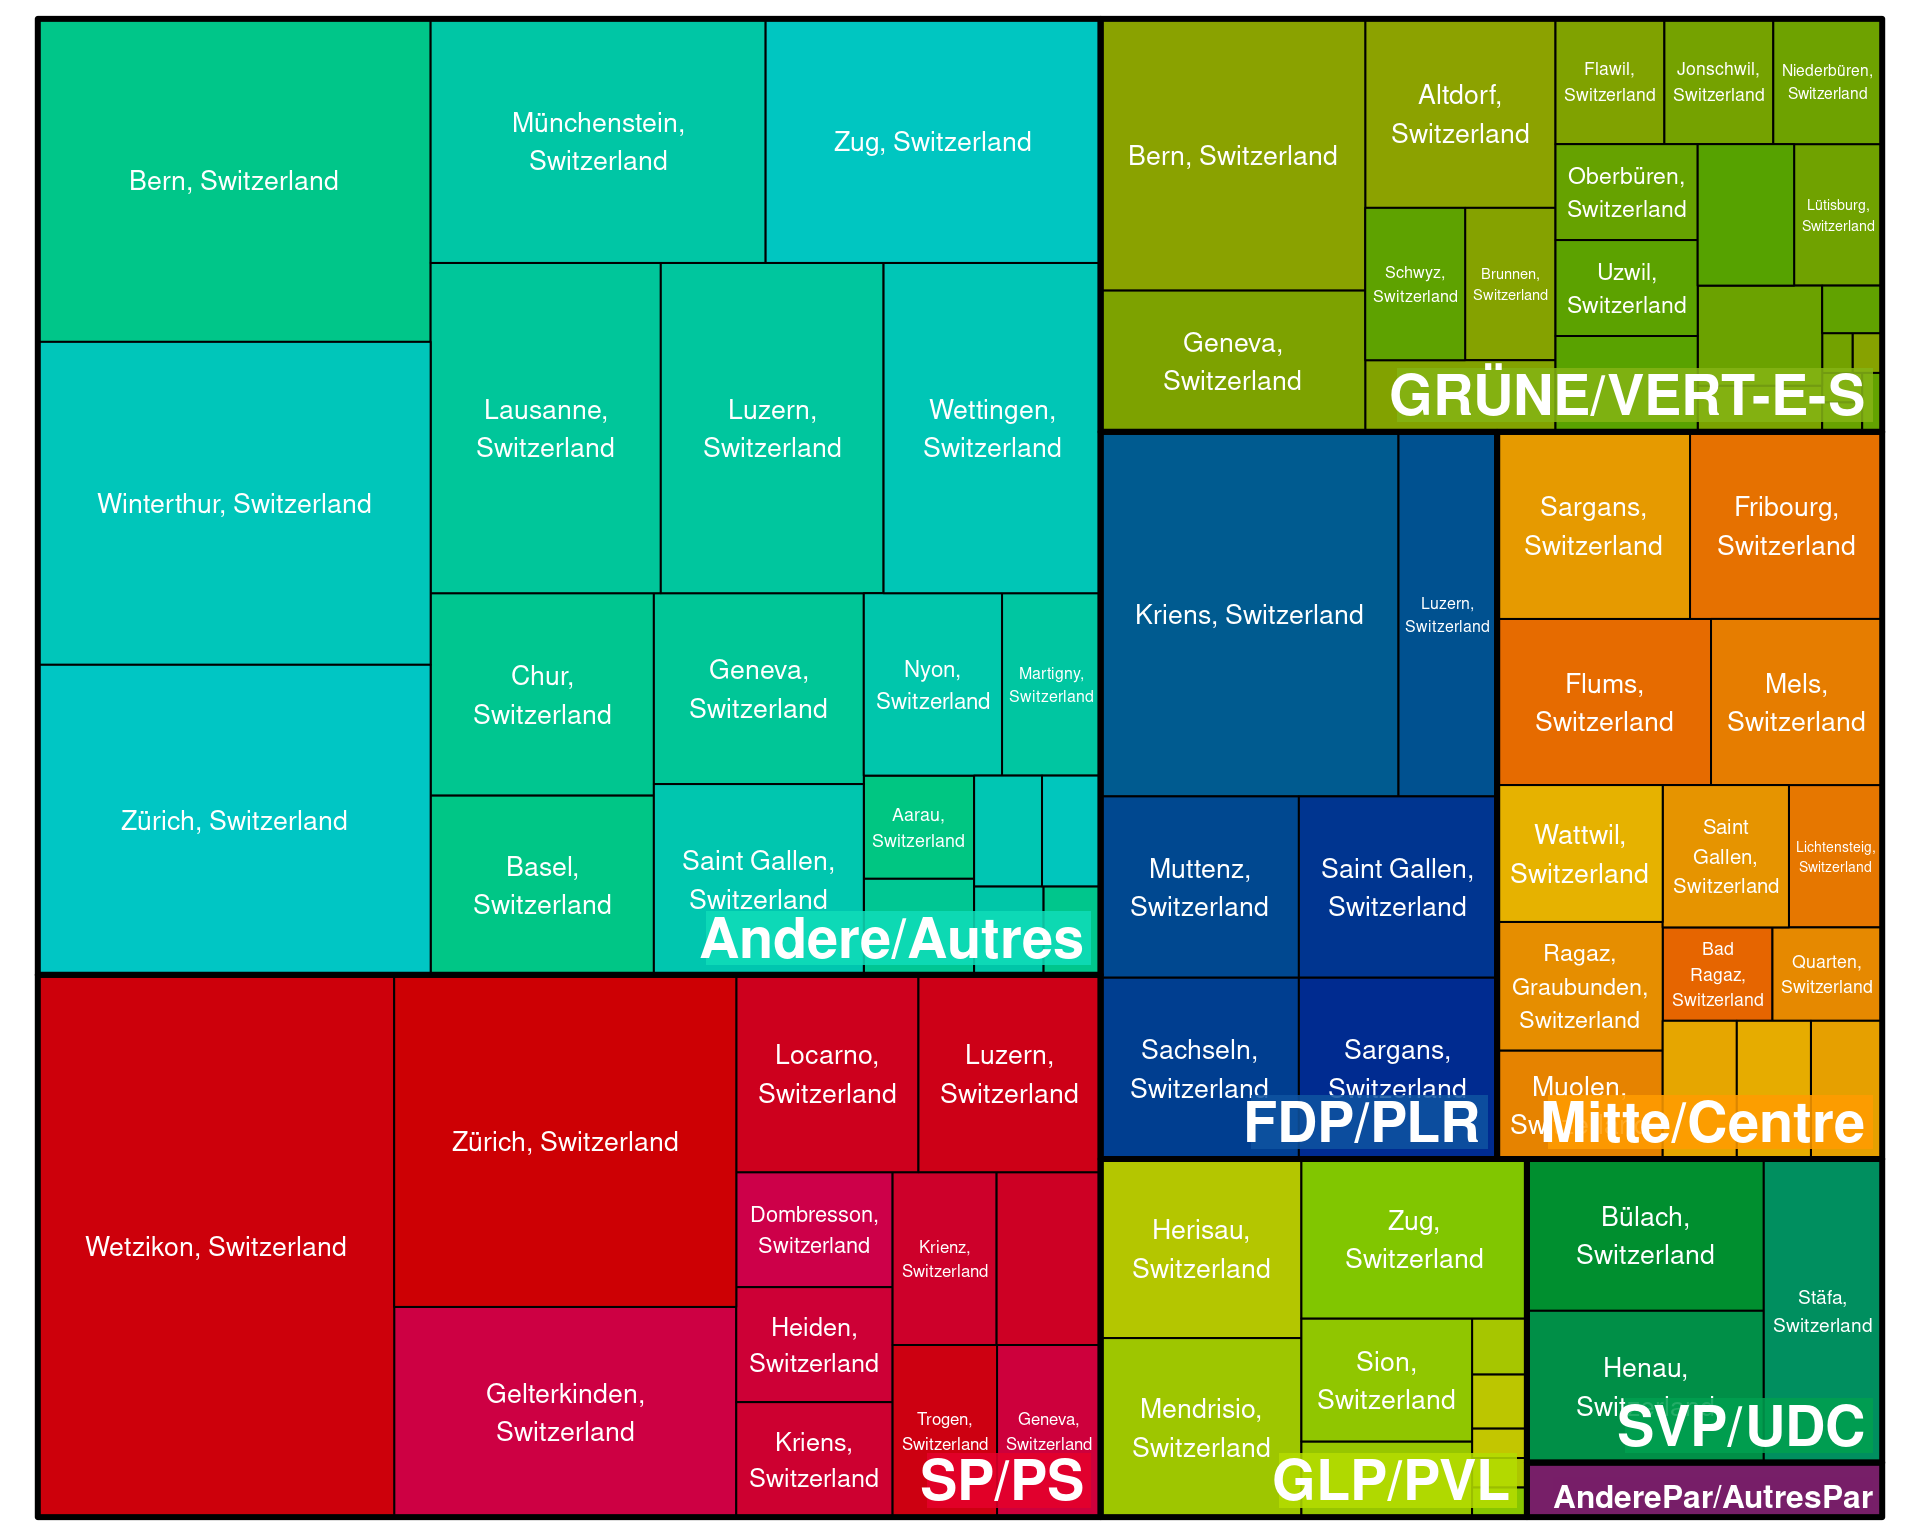 Bern, Switzerland
Münchenstein,
Switzerland
Zug, Switzerland
Winterthur, Switzerland
Zürich, Switzerland
Lausanne,
Switzerland
Luzern,
Switzerland
Wettingen,
Switzerland
Chur,
Switzerland
Geneva,
Switzerland
Nyon,
Switzerland
Martigny,
Switzerland
Basel,
Switzerland
Saint Gallen,
Switzerland
Aarau,
Switzerland
Andere/Autres
Wetzikon, Switzerland
Zürich, Switzerland
Gelterkinden,
Switzerland
Locarno,
Switzerland
Luzern,
Switzerland
Dombresson,
Switzerland
Heiden,
Switzerland
Kriens,
Switzerland
Krienz,
Switzerland
Trogen,
Switzerland
Geneva,
Switzerland
SP/PS
Bern, Switzerland
Geneva,
Switzerland
Altdorf,
Switzerland
Schwyz,
Switzerland
Brunnen,
Switzerland
Flawil,
Switzerland
Jonschwil,
Switzerland
Niederbüren,
Switzerland
Oberbüren,
Switzerland
Lütisburg,
Switzerland
Uzwil,
Switzerland
GRÜNE/VERT-E-S
Kriens, Switzerland
Luzern,
Switzerland
Muttenz,
Switzerland
Saint Gallen,
Switzerland
Sachseln,
Switzerland
Sargans,
Switzerland
FDP/PLR
Sargans,
Switzerland
Fribourg,
Switzerland
Flums,
Switzerland
Mels,
Switzerland
Wattwil,
Switzerland
Saint
Gallen,
Switzerland
Lichtensteig,
Switzerland
Ragaz,
Graubunden,
Switzerland
Bad
Ragaz,
Switzerland
Quarten,
Switzerland
Muolen,
Mitte/Centre
Herisau,
Switzerland
Zug,
Switzerland
Mendrisio,
Switzerland
Sion,
Switzerland
GLP/PVL
Bülach,
Switzerland
Henau,
Switzerland
Stäfa,
Switzerland
SVP/UDC
AnderePar/AutresPar